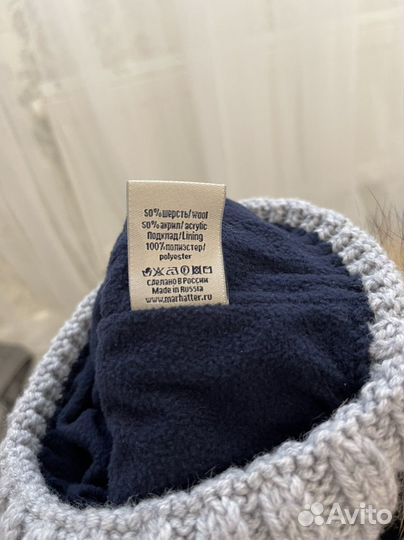 50% шерсть/wool
50% акрил/acrylic
Подклад/Lining
100% полиэстер/
polyester
СДЕЛАНО В РОССИИ
Made in Russia
www.marhatter.ru
Avito